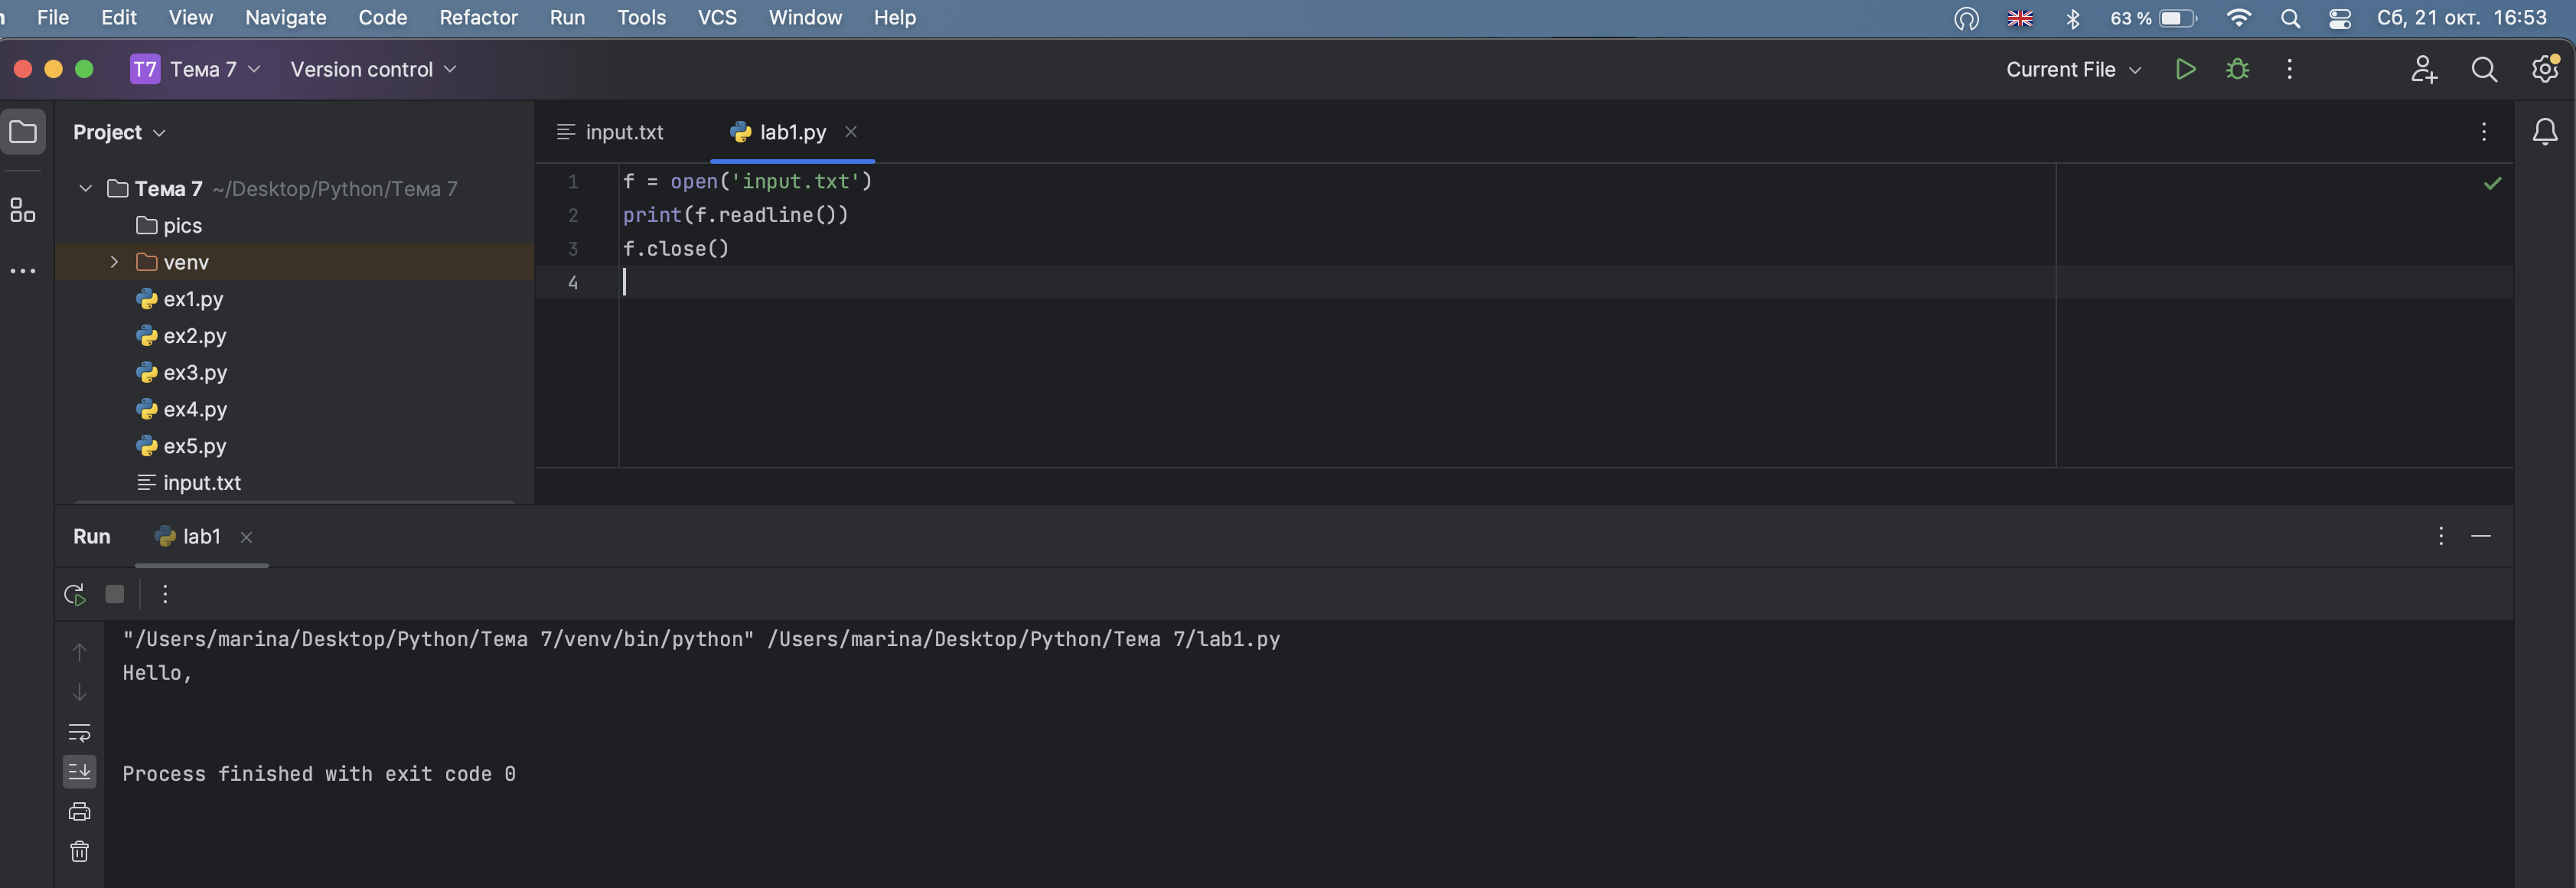 File Edit View Navigate Code Refactor Run Tools VCS Window Help 63 % Сб, 21 окт. 16:53
T7 Тема 7 Version control Current File
Project
input.txt lab1.py
Тема 7 ~/Desktop/Python/Тема 7
pics
venv
ex1.py
ex2.py
ex3.py
ex4.py
ex5.py
input.txt
1 f = open('input.txt')
2 print(f.readline())
3 f.close()
4
Run lab1
"/Users/marina/Desktop/Python/Тема 7/venv/bin/python" /Users/marina/Desktop/Python/Тема 7/lab1.py
Hello,
Process finished with exit code 0